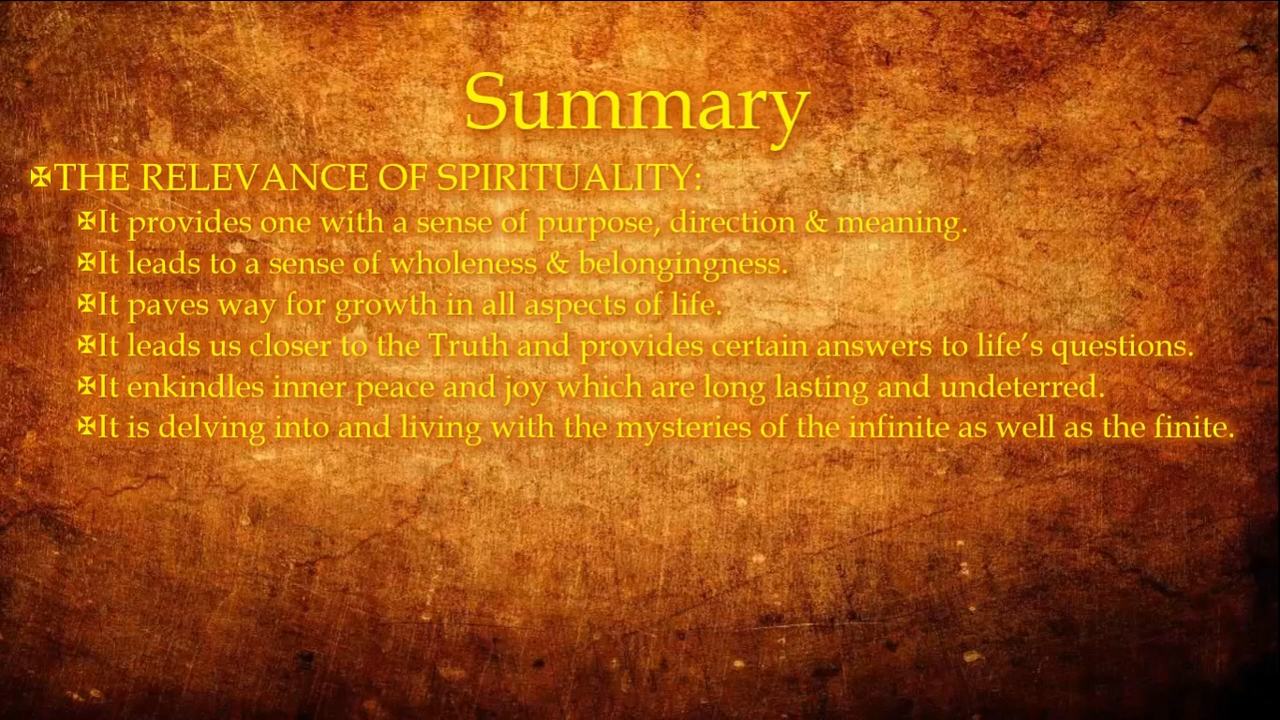 Summary
✠THE RELEVANCE OF SPIRITUALITY:
✠It provides one with a sense of purpose, direction & meaning.
✠It leads to a sense of wholeness & belongingness.
✠It paves way for growth in all aspects of life.
✠It leads us closer to the Truth and provides certain answers to life’s questions.
✠It enkindles inner peace and joy which are long lasting and undeterred.
✠It is delving into and living with the mysteries of the infinite as well as the finite.